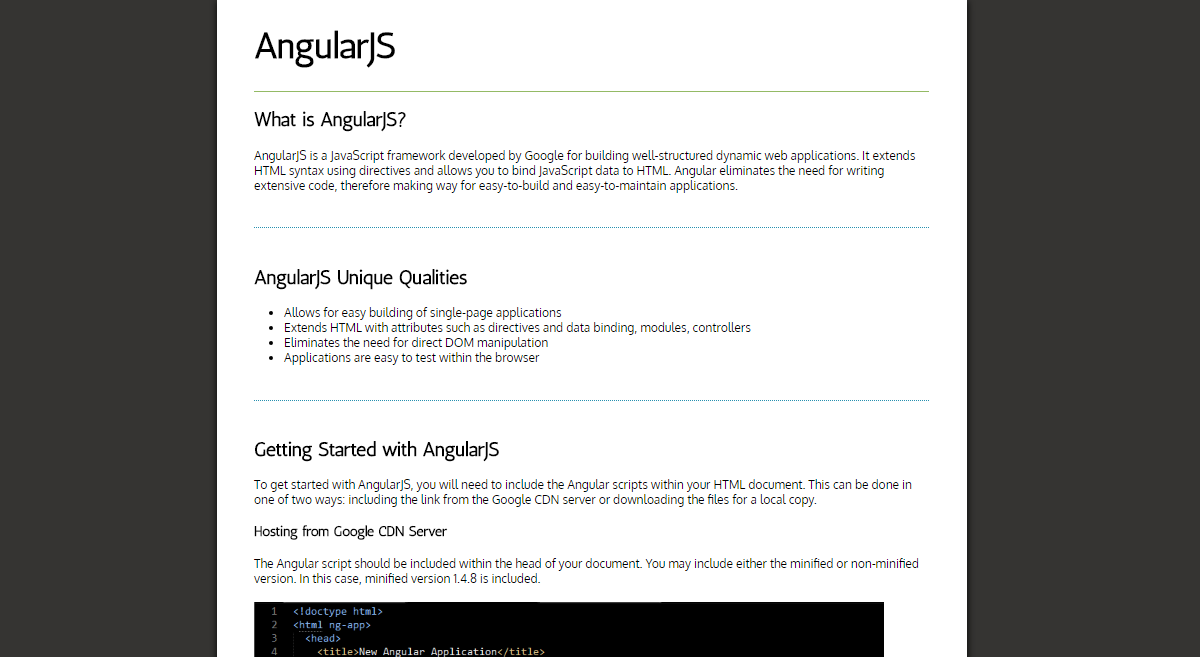 AngularJS
What is AngularJS?
AngularJS is a JavaScript framework developed by Google for building well-structured dynamic web applications. It extends
HTML syntax using directives and allows you to bind JavaScript data to HTML. Angular eliminates the need for writing
extensive code, therefore making way for easy-to-build and easy-to-maintain applications.
AngularJS Unique Qualities
• Allows for easy building of single-page applications
• Extends HTML with attributes such as directives and data binding, modules, controllers
• Eliminates the need for direct DOM manipulation
• Applications are easy to test within the browser
Getting Started with AngularJS
To get started with AngularJS, you will need to include the Angular scripts within your HTML document. This can be done in
one of two ways: including the link from the Google CDN server or downloading the files for a local copy.
Hosting from Google CDN Server
The Angular script should be included within the head of your document. You may include either the minified or non-minified
version. In this case, minified version 1.4.8 is included.
1 <!doctype html>
2 <html ng-app>
3 <head>
4 <title>New Angular Application</title>